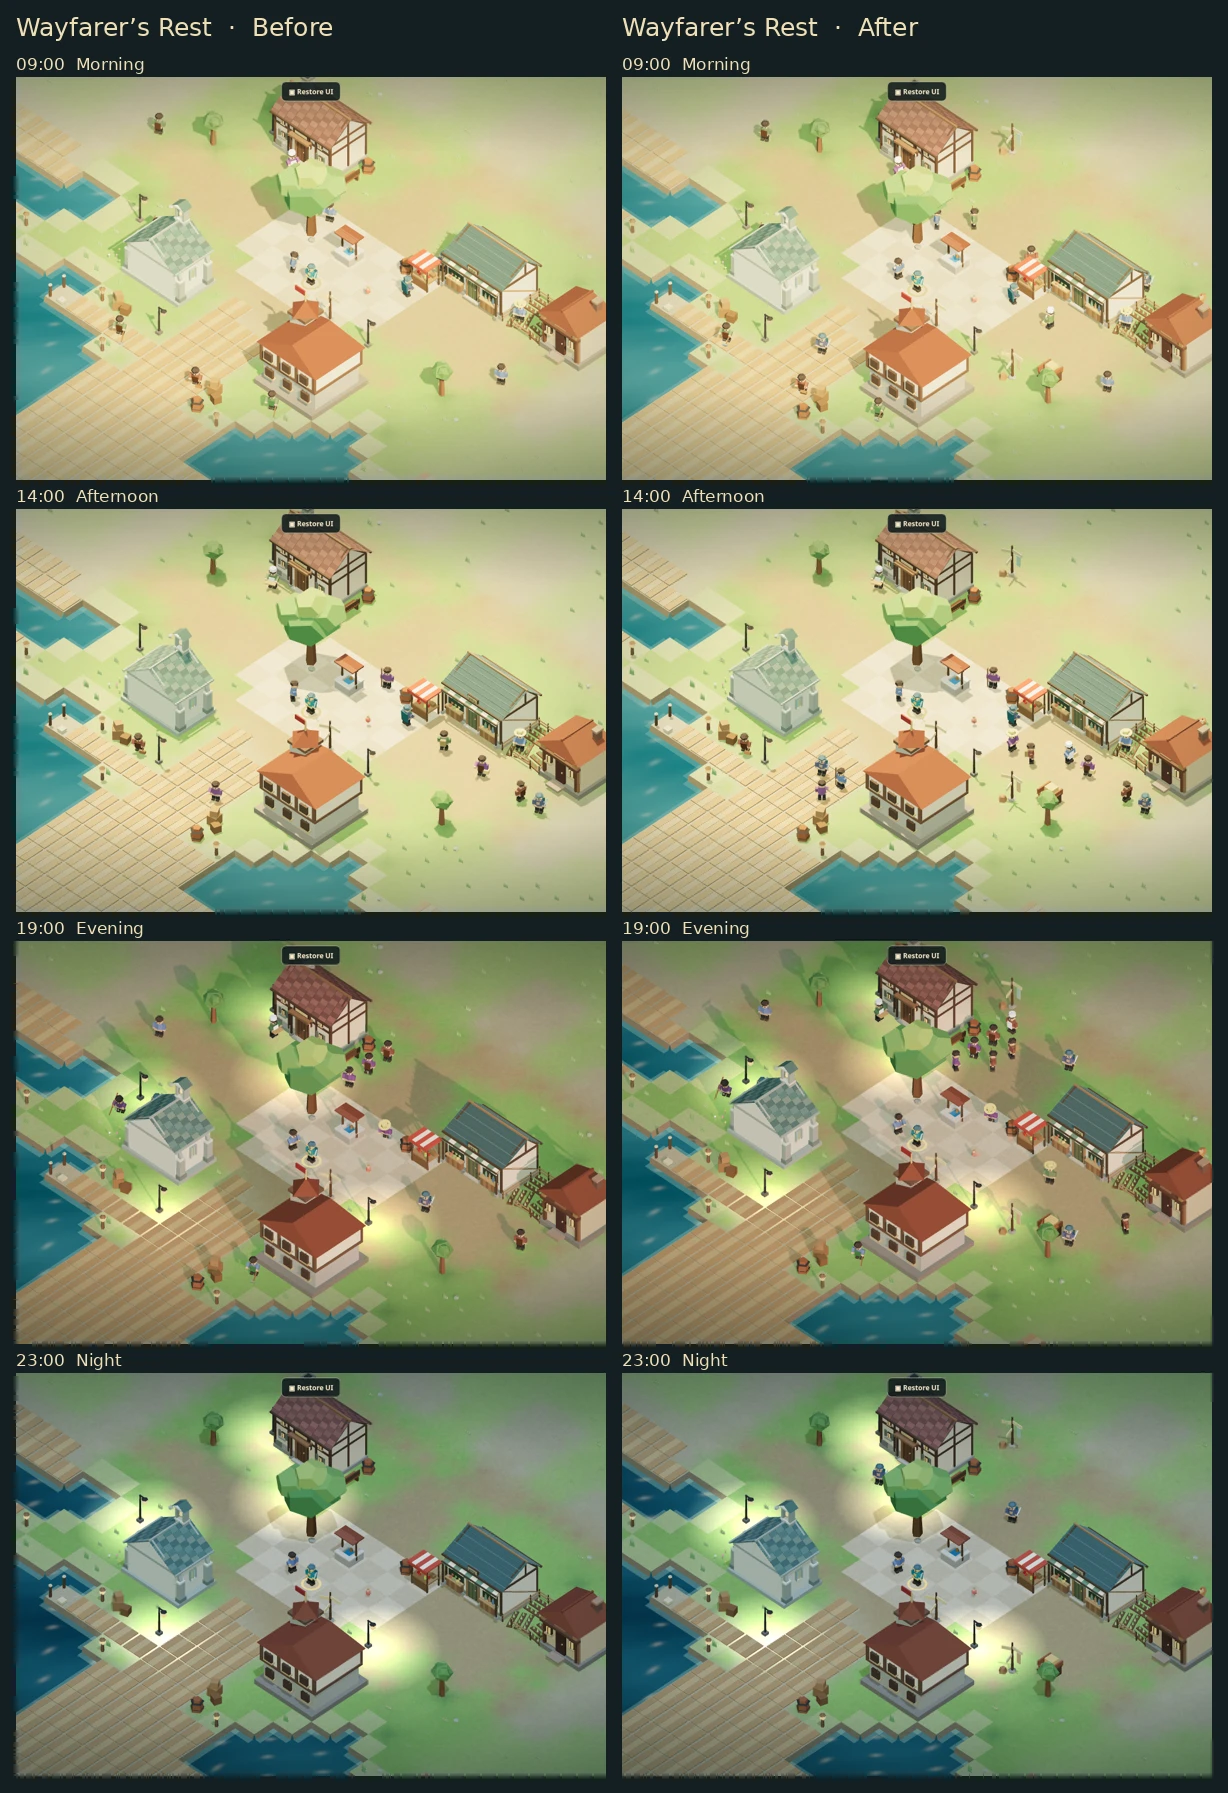 Wayfarer’s Rest · Before
Wayfarer’s Rest · After
09:00 Morning
09:00 Morning
Restore UI
Restore UI
14:00 Afternoon
14:00 Afternoon
Restore UI
Restore UI
19:00 Evening
19:00 Evening
Restore UI
Restore UI
23:00 Night
23:00 Night
Restore UI
Restore UI